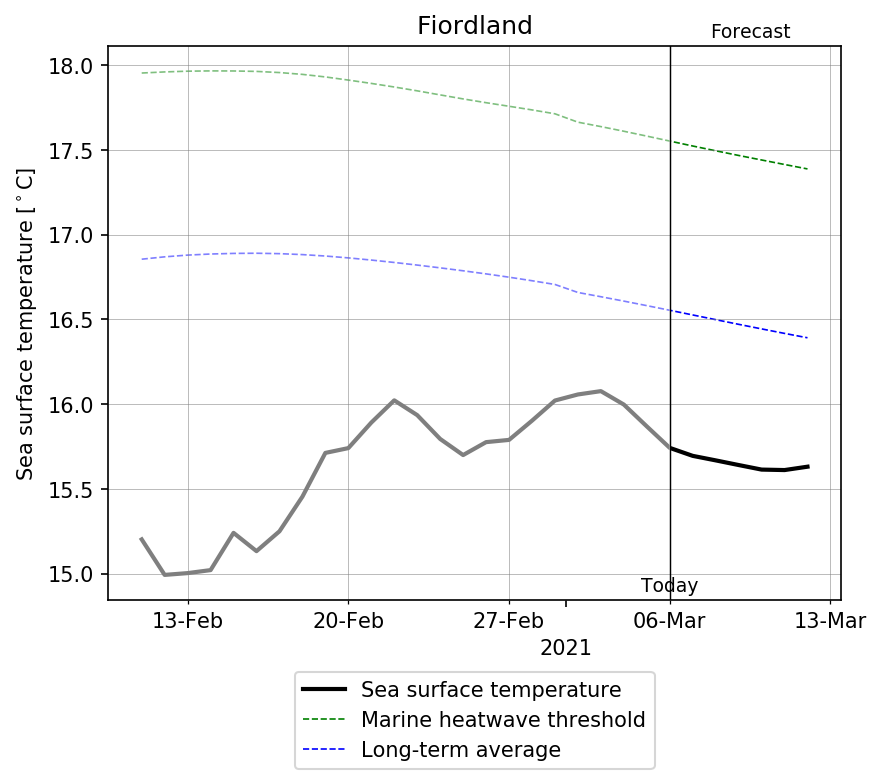 Fiordland
Forecast
Sea surface temperature [°C]
18.0
17.5
17.0
16.5
16.0
15.5
15.0
Today
13-Feb 20-Feb 27-Feb 06-Mar 13-Mar
2021
Sea surface temperature
Marine heatwave threshold
Long-term average